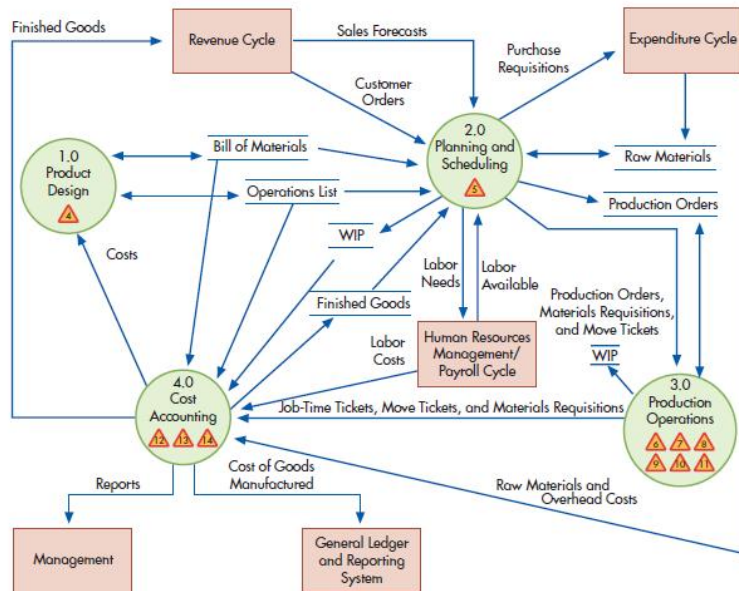 Finished Goods
Revenue Cycle
Sales Forecasts
Customer
Orders
Purchase
Requisitions
Expenditure Cycle
1.0
Product
Design
4
Bill of Materials
Operations List
2.0
Planning and
Scheduling
5
Raw Materials
Production Orders
Costs
WIP
Finished Goods
Labor
Needs
Labor
Available
Production Orders,
Materials Requisitions,
and Move Tickets
WIP
Labor
Costs
Human Resources
Management/
Payroll Cycle
4.0
Cost
Accounting
12 13 14
Job-Time Tickets, Move Tickets, and Materials Requisitions
3.0
Production
Operations
6 7 8
9 10 11
Reports
Cost of Goods
Manufactured
Raw Materials and
Overhead Costs
Management
General Ledger
and Reporting
System